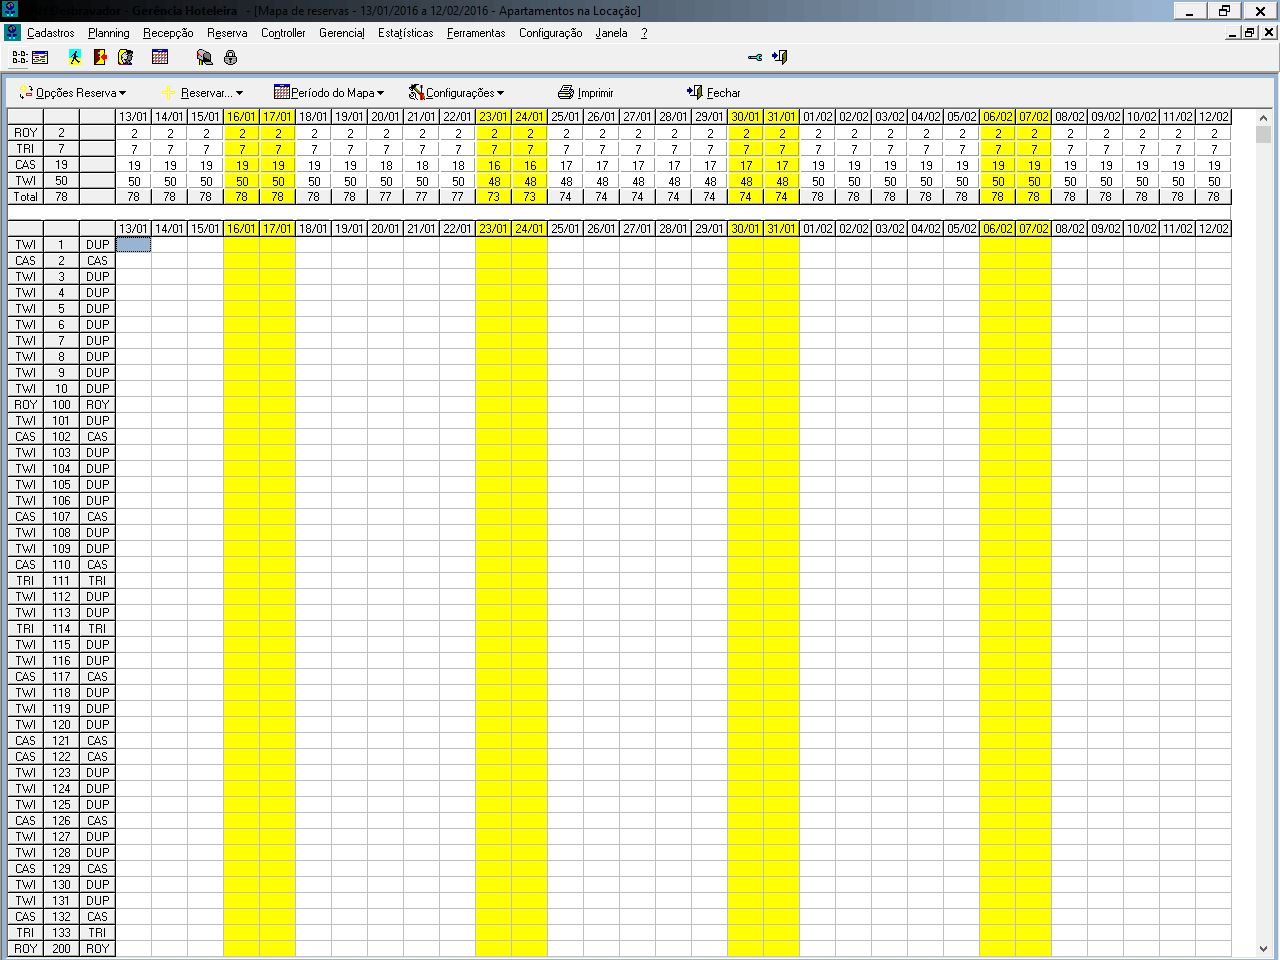 Desbravador - Gerência Hoteleira - [Mapa de reservas - 13/01/2016 a 12/02/2016 - Apartamentos na Locação]
Cadastros Planning Recepção Reserva Controller Gerencial Estatísticas Ferramentas Configuração Janela ?
Opções Reserva Reservar... Período do Mapa Configurações Imprimir Fechar
13/01 14/01 15/01 16/01 17/01 18/01 19/01 20/01 21/01 22/01 23/01 24/01 25/01 26/01 27/01 28/01 29/01 30/01 31/01 01/02 02/02 03/02 04/02 05/02 06/02 07/02 08/02 09/02 10/02 11/02 12/02
ROY 2 2 2 2 2 2 2 2 2 2 2 2 2 2 2 2 2 2 2 2 2 2 2 2 2 2 2 2 2 2 2 2
TRI 7 7 7 7 7 7 7 7 7 7 7 7 7 7 7 7 7 7 7 7 7 7 7 7 7 7 7 7 7 7 7 7
CAS 19 19 19 19 19 19 19 19 18 18 18 16 16 17 17 17 17 17 17 17 19 19 19 19 19 19 19 19 19 19 19 19
TWI 50 50 50 50 50 50 50 50 50 50 50 48 48 48 48 48 48 48 48 48 50 50 50 50 50 50 50 50 50 50 50 50
Total 78 78 78 78 78 78 78 78 77 77 77 73 73 74 74 74 74 74 74 74 78 78 78 78 78 78 78 78 78 78 78 78
13/01 14/01 15/01 16/01 17/01 18/01 19/01 20/01 21/01 22/01 23/01 24/01 25/01 26/01 27/01 28/01 29/01 30/01 31/01 01/02 02/02 03/02 04/02 05/02 06/02 07/02 08/02 09/02 10/02 11/02 12/02
TWI 1 DUP
CAS 2 CAS
TWI 3 DUP
TWI 4 DUP
TWI 5 DUP
TWI 6 DUP
TWI 7 DUP
TWI 8 DUP
TWI 9 DUP
TWI 10 DUP
ROY 100 ROY
TWI 101 DUP
CAS 102 CAS
TWI 103 DUP
TWI 104 DUP
TWI 105 DUP
TWI 106 DUP
CAS 107 CAS
TWI 108 DUP
TWI 109 DUP
CAS 110 CAS
TRI 111 TRI
TWI 112 DUP
TWI 113 DUP
TRI 114 TRI
TWI 115 DUP
TWI 116 DUP
CAS 117 CAS
TWI 118 DUP
TWI 119 DUP
TWI 120 DUP
CAS 121 CAS
CAS 122 CAS
TWI 123 DUP
TWI 124 DUP
TWI 125 DUP
CAS 126 CAS
TWI 127 DUP
TWI 128 DUP
CAS 129 CAS
TWI 130 DUP
TWI 131 DUP
CAS 132 CAS
TRI 133 TRI
ROY 200 ROY